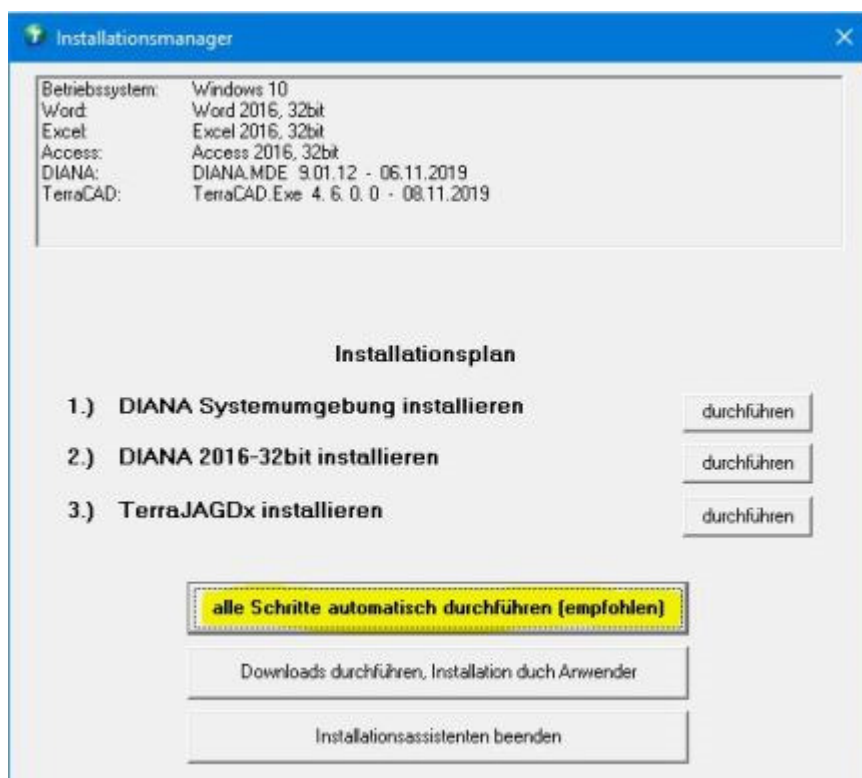 Installationsmanager
Betriebssystem: Windows 10
Word: Word 2016, 32bit
Excel: Excel 2016, 32bit
Access: Access 2016, 32bit
DIANA: DIANA.MDE 9.01.12 - 06.11.2019
TerraCAD: TerraCAD.Exe 4. 6. 0. 0 - 08.11.2019
Installationsplan
1.) DIANA Systemumgebung installieren durchführen
2.) DIANA 2016-32bit installieren durchführen
3.) TerraJAGDx installieren durchführen
alle Schritte automatisch durchführen (empfohlen)
Downloads durchführen, Installation duch Anwender
Installationsassistenten beenden